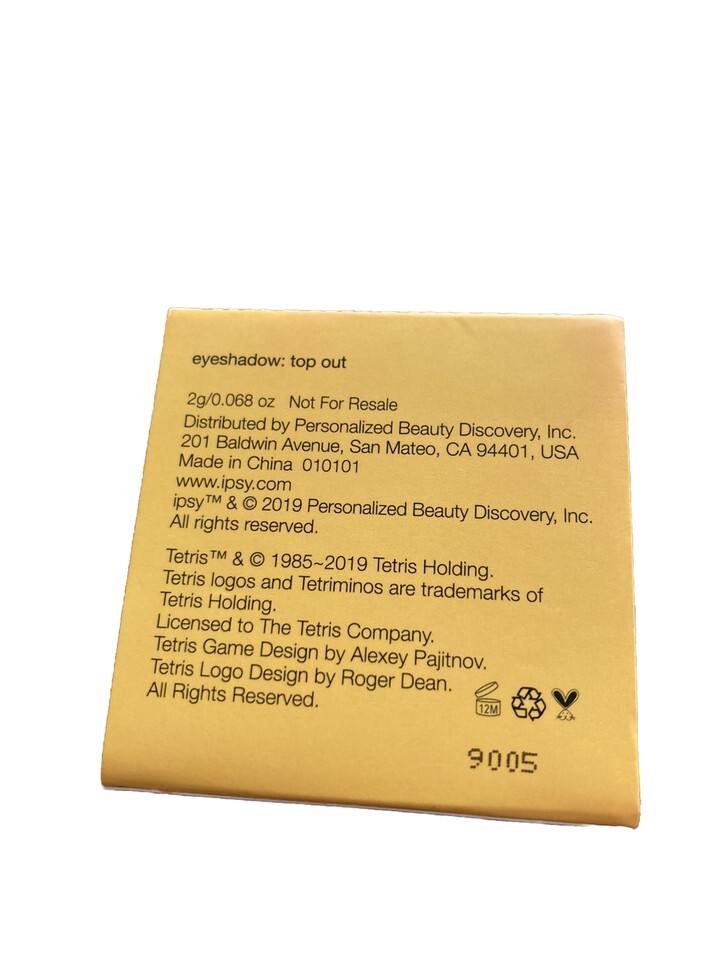 eyeshadow: top out
2g/0.068 oz Not For Resale
Distributed by Personalized Beauty Discovery, Inc.
201 Baldwin Avenue, San Mateo, CA 94401, USA
Made in China 010101
www.ipsy.com
ipsy™ & © 2019 Personalized Beauty Discovery, Inc.
All rights reserved.
Tetris™ & © 1985~2019 Tetris Holding.
Tetris logos and Tetriminos are trademarks of
Tetris Holding.
Licensed to The Tetris Company.
Tetris Game Design by Alexey Pajitnov.
Tetris Logo Design by Roger Dean.
All Rights Reserved.
12M
9005